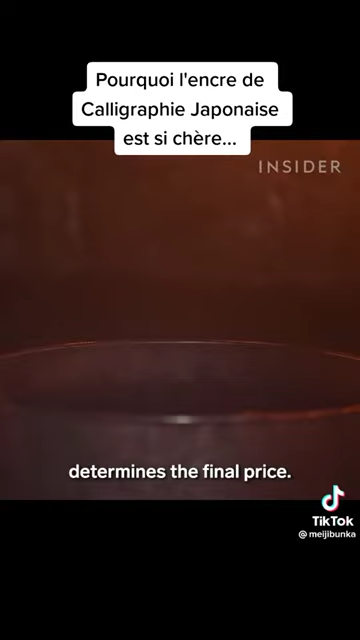 Pourquoi l'encre de
Calligraphie Japonaise
est si chère...
INSIDER
determines the final price.
TikTok
@meijibunka